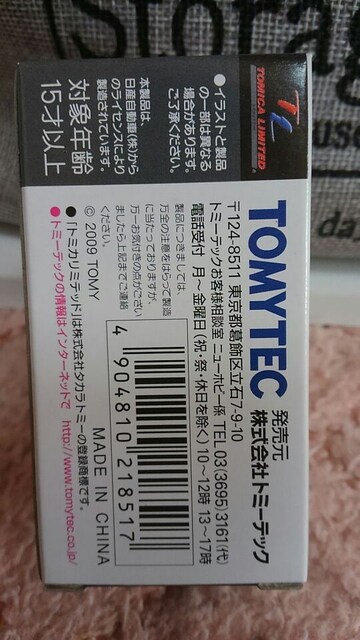 TOMICA LIMITED
●イラストと製品
の一部は異なる
場合があります。
ご了承ください。
本製品は、
日産自動車(株)から
のライセンスにより
製造されています。
対象年齢
15才以上
TOMYTEC 発売元
株式会社トミーテック
〒124-8511 東京都葛飾区立石7-9-10
トミーテックお客様相談室 ニューホビー係 TEL 03(3695)3161(代)
電話受付 月〜金曜日(祝・祭・休日を除く) 10〜12時 13〜17時
製品につきましては、
万全の注意をはらって製造
に当たっておりますが、
万一お気付きの点がござい
ましたら上記までご連絡
ください。
4 904810 218517
© 2009 TOMY
MADE IN CHINA
●「トミカリミテッド」は株式会社タカラトミーの登録商標です。
●トミーテックの情報はインターネットで http://www.tomytec.co.jp/
Stora
da